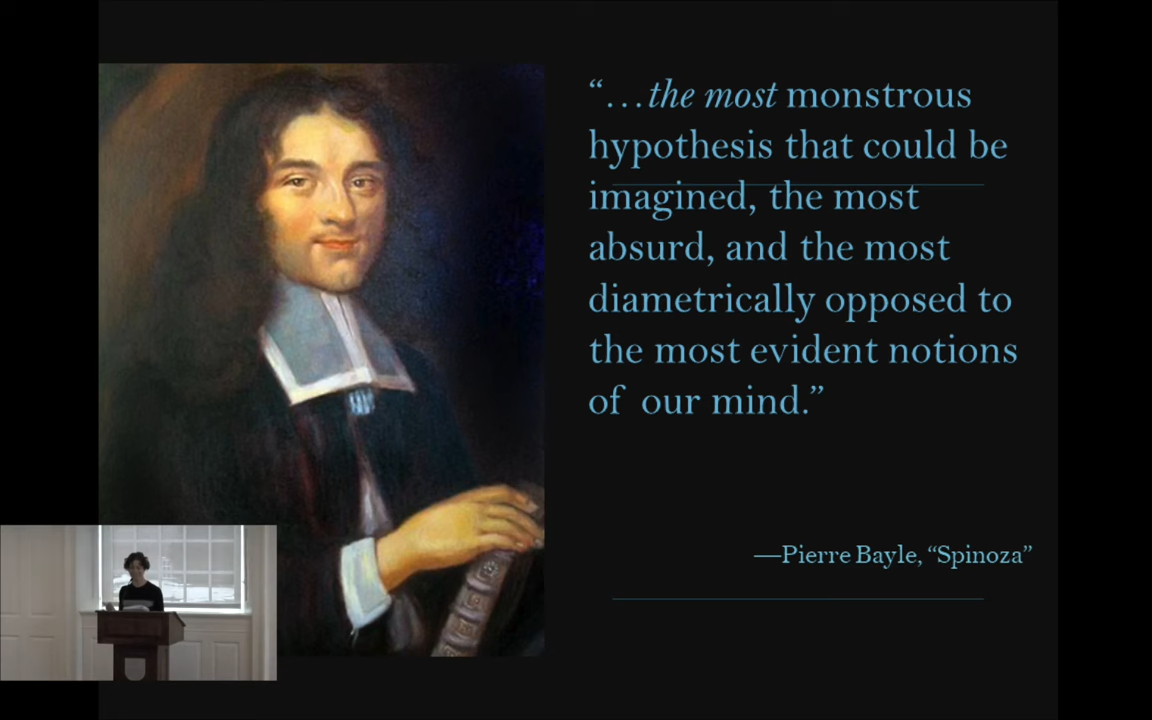 “…the most monstrous
hypothesis that could be
imagined, the most
absurd, and the most
diametrically opposed to
the most evident notions
of our mind.”
—Pierre Bayle, “Spinoza”